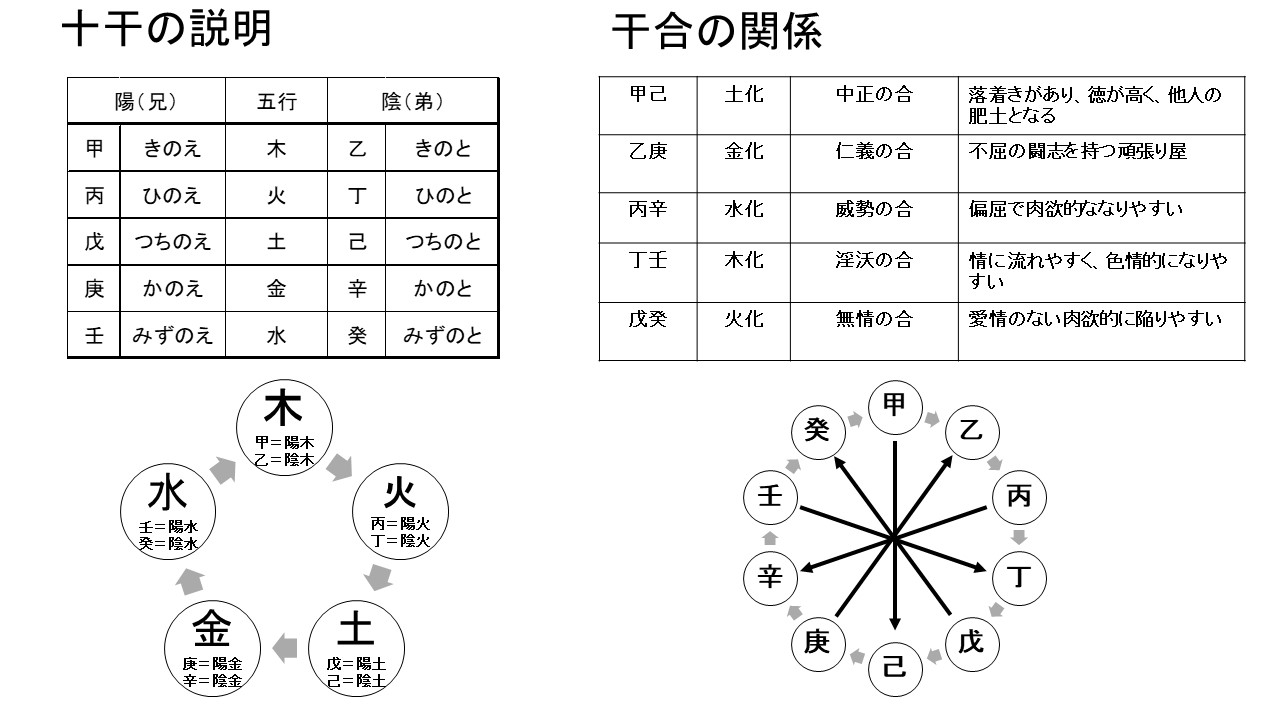 十干の説明
陽(兄) 五行 陰(弟)
甲 きのえ 木 乙 きのと
丙 ひのえ 火 丁 ひのと
戊 つちのえ 土 己 つちのと
庚 かのえ 金 辛 かのと
壬 みずのえ 水 癸 みずのと
木
甲=陽木
乙=陰木
火
丙=陽火
丁=陰火
土
戊=陽土
己=陰土
金
庚=陽金
辛=陰金
水
壬=陽水
癸=陰水
干合の関係
甲己 土化 中正の合 落着きがあり、徳が高く、他人の
肥土となる
乙庚 金化 仁義の合 不屈の闘志を持つ頑張り屋
丙辛 水化 威勢の合 偏屈で肉欲的ななりやすい
丁壬 木化 淫沃の合 情に流れやすく、色情的になりや
すい
戊癸 火化 無情の合 愛情のない肉欲的に陥りやすい
甲
乙
丙
丁
戊
己
庚
辛
壬
癸